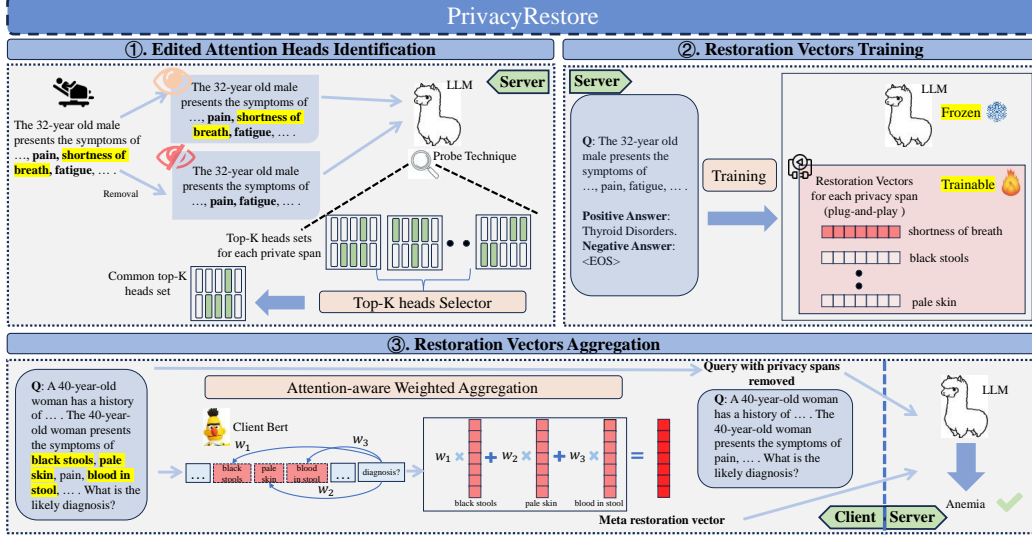 PrivacyRestore
①. Edited Attention Heads Identification
The 32-year old male
presents the symptoms of
…, pain, shortness of
breath, fatigue, … .
Removal
The 32-year old male
presents the symptoms of
…, pain, shortness of
breath, fatigue, … .
The 32-year old male
presents the symptoms of
…, pain, fatigue, … .
LLM
Server
Probe Technique
Top-K heads sets
for each private span
Common top-K
heads set
Top-K heads Selector
②. Restoration Vectors Training
Server
Q: The 32-year old
male presents the
symptoms of
…, pain, fatigue, … .
Positive Answer:
Thyroid Disorders.
Negative Answer:
<EOS>
Training
LLM
Frozen
Restoration Vectors
for each privacy span
(plug-and-play )
Trainable
shortness of breath
black stools
pale skin
③. Restoration Vectors Aggregation
Q: A 40-year-old
woman has a history
of … . The 40-year-
old woman presents
the symptoms of
black stools, pale
skin, pain, blood in
stool, … . What is the
likely diagnosis?
Attention-aware Weighted Aggregation
Client Bert
w1
w3
w2
…
black
stools
pale
skin
blood
in stool
…
diagnosis?
w1 × + w2 × + w3 × =
black stools
pale skin
blood in stool
Meta restoration vector
Query with privacy spans
removed
Q: A 40-year-old
woman has a history
of … . The
40-year-old woman
presents the symptoms of
pain, … . What is the
likely diagnosis?
LLM
Anemia
Client
Server